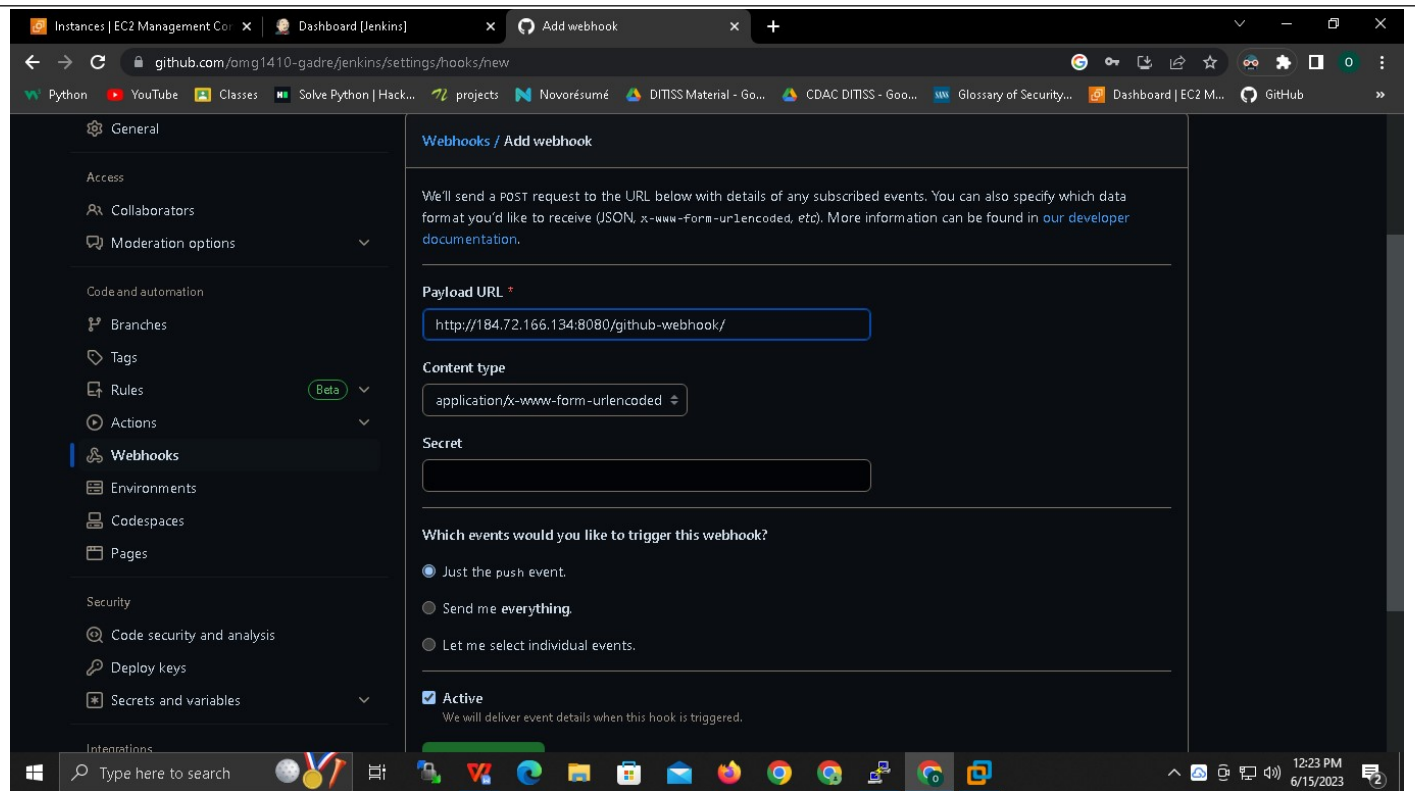 Instances | EC2 Management Con
Dashboard [Jenkins]
Add webhook
github.com/omg1410-gadre/jenkins/settings/hooks/new
O
Python
YouTube
Classes
Solve Python | Hack...
projects
Novorésumé
DITISS Material - Go...
CDAC DITISS - Goo...
Glossary of Security...
Dashboard | EC2 M...
GitHub
»
General
Access
Collaborators
Moderation options
Code and automation
Branches
Tags
Rules
Beta
Actions
Webhooks
Environments
Codespaces
Pages
Security
Code security and analysis
Deploy keys
Secrets and variables
Integrations
Webhooks / Add webhook
We'll send a POST request to the URL below with details of any subscribed events. You can also specify which data
format you'd like to receive (JSON, x-www-form-urlencoded, etc). More information can be found in our developer
documentation.
Payload URL *
http://184.72.166.134:8080/github-webhook/
Content type
application/x-www-form-urlencoded
Secret
Which events would you like to trigger this webhook?
Just the push event.
Send me everything.
Let me select individual events.
Active
We will deliver event details when this hook is triggered.
Type here to search
12:23 PM
6/15/2023
2